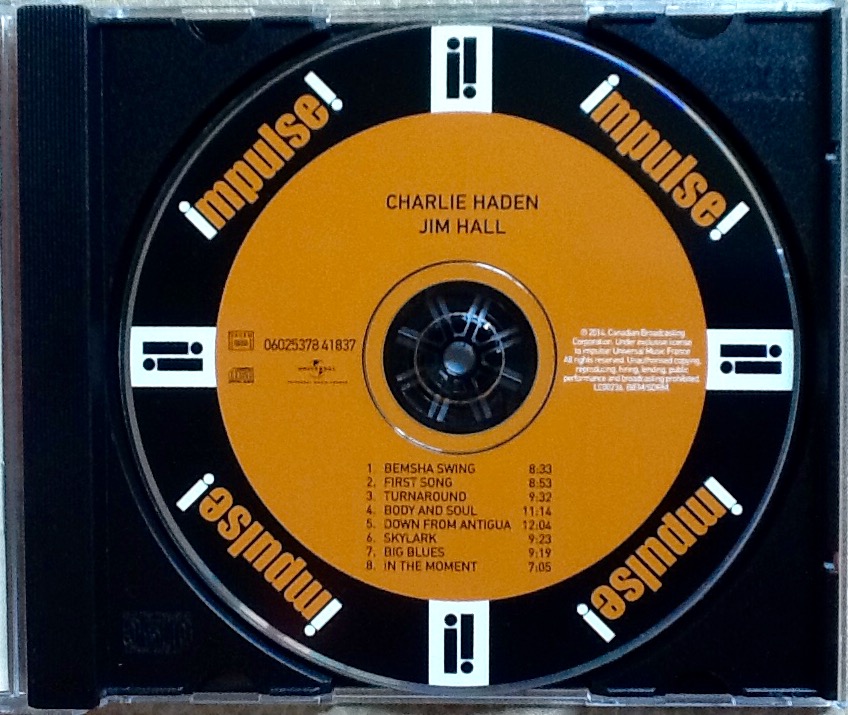 impulse!
impulse!
CHARLIE HADEN
JIM HALL
06025378 41837
UNIVERSAL
℗ 2014, Canadian Broadcasting
Corporation. Under exclusive license
to impulse! Universal Music France
All rights reserved. Unauthorised copying,
reproducing, hiring, lending, public
performance and broadcasting prohibited.
LC00236. BIEM/SDRM.
1. BEMSHA SWING 8:33
2. FIRST SONG 8:53
3. TURNAROUND 9:32
4. BODY AND SOUL 11:14
5. DOWN FROM ANTIGUA 12:04
6. SKYLARK 9:23
7. BIG BLUES 9:19
8. IN THE MOMENT 7:05
impulse!
impulse!